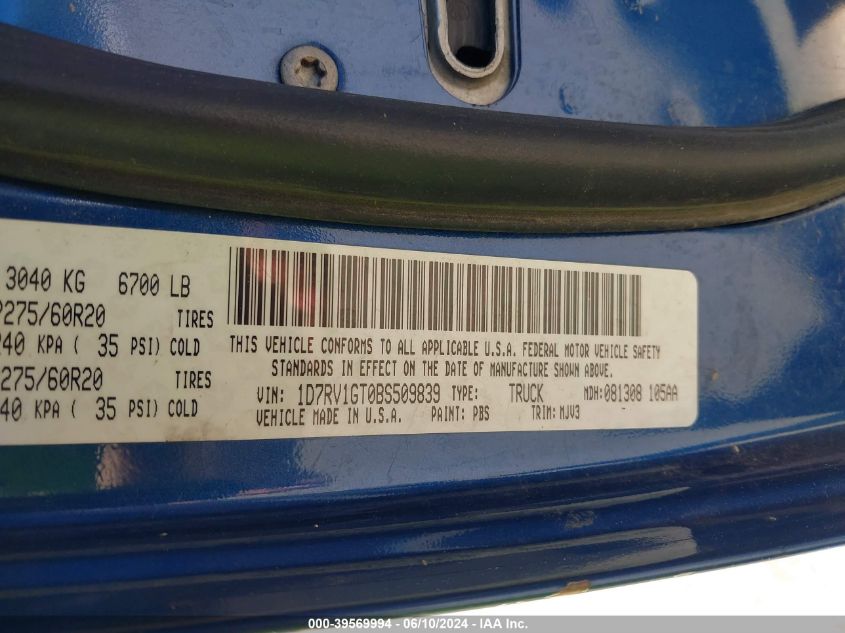 3040 KG 6700 LB
P275/60R20 TIRES
240 KPA ( 35 PSI) COLD
275/60R20 TIRES
40 KPA ( 35 PSI) COLD
THIS VEHICLE CONFORMS TO ALL APPLICABLE U.S.A. FEDERAL MOTOR VEHICLE SAFETY
STANDARDS IN EFFECT ON THE DATE OF MANUFACTURE SHOWN ABOVE.
VIN: 1D7RV1GT0BS509839 TYPE: TRUCK MDH: 081308 105AA
VEHICLE MADE IN U.S.A. PAINT: PBS TRIM: MJV3
000-39569994 - 06/10/2024 - IAA, Inc.